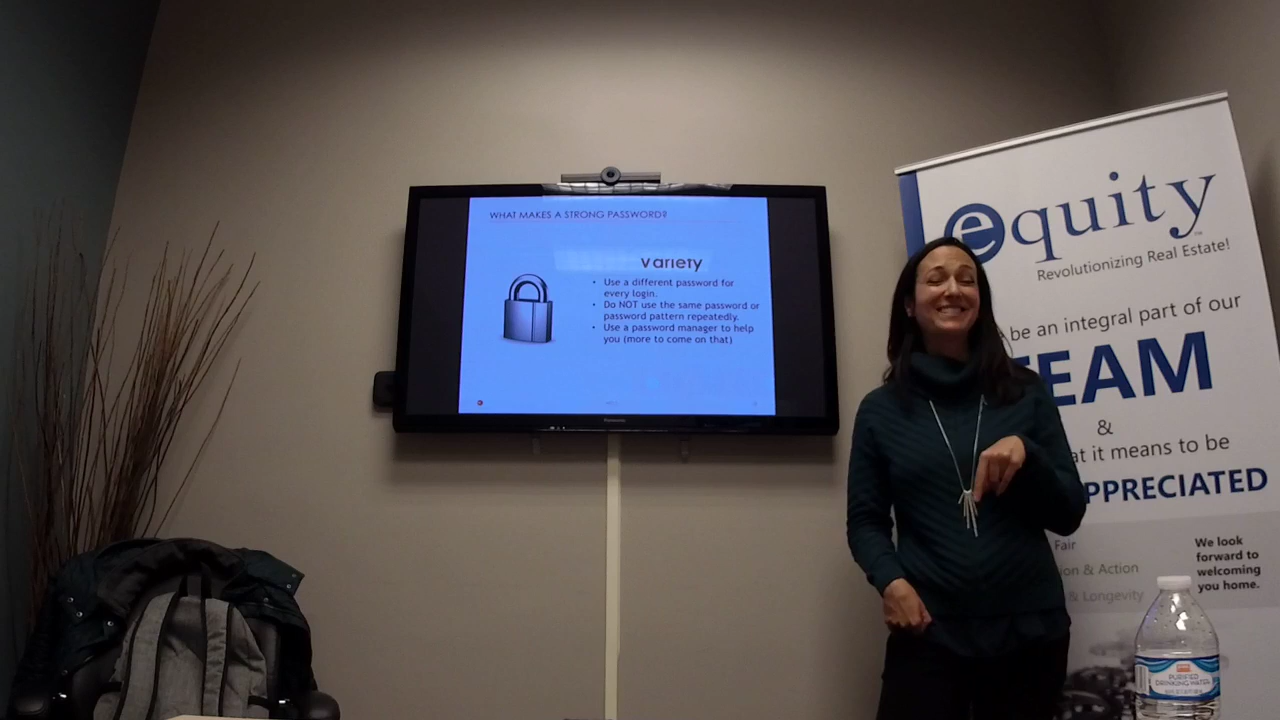 WHAT MAKES A STRONG PASSWORD?
Variety
• Use a different password for
every login.
• Do NOT use the same password or
password pattern repeatedly.
• Use a password manager to help
you (more to come on that)
Panasonic
equity
Revolutionizing Real Estate!
be an integral part of our
TEAM
&
at it means to be
PPRECIATED
Fair
on & Action
& Longevity
We look
forward to
welcoming
you home.
PURIFIED
DRINKING WATER